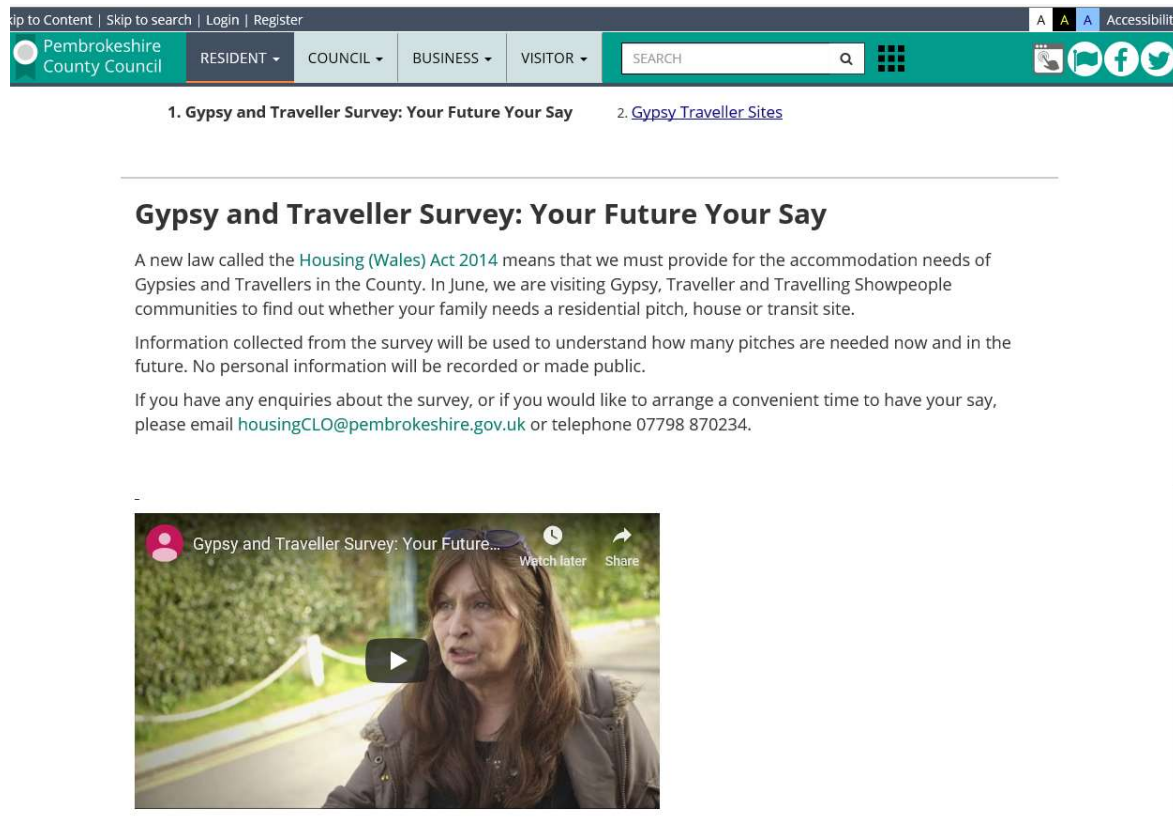 ip to Content | Skip to search | Login | Register
A A A Accessibilit
Pembrokeshire
County Council
RESIDENT
COUNCIL
BUSINESS
VISITOR
SEARCH
1. Gypsy and Traveller Survey: Your Future Your Say
2. Gypsy Traveller Sites
Gypsy and Traveller Survey: Your Future Your Say
A new law called the Housing (Wales) Act 2014 means that we must provide for the accommodation needs of
Gypsies and Travellers in the County. In June, we are visiting Gypsy, Traveller and Travelling Showpeople
communities to find out whether your family needs a residential pitch, house or transit site.
Information collected from the survey will be used to understand how many pitches are needed now and in the
future. No personal information will be recorded or made public.
If you have any enquiries about the survey, or if you would like to arrange a convenient time to have your say,
please email housingCLO@pembrokeshire.gov.uk or telephone 07798 870234.
Gypsy and Traveller Survey: Your Future...
Watch later
Share